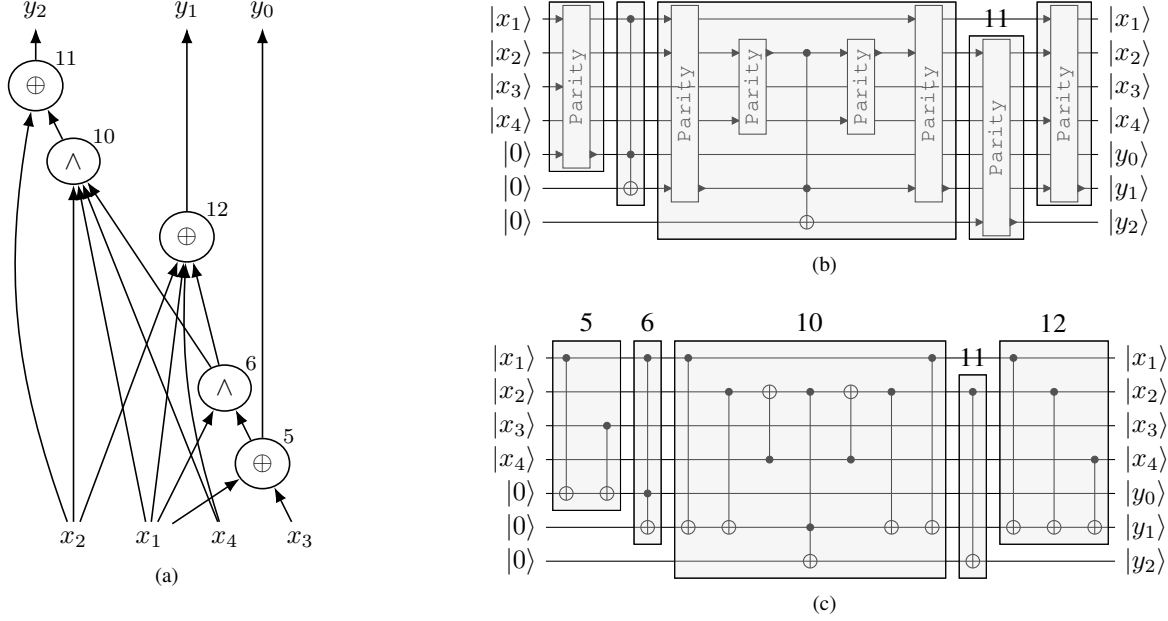 y₂ y₁ y₀
11
⊕
10
∧
12
⊕
6
∧
5
⊕
x₂ x₁ x₄ x₃
(a)
|x₁⟩ |x₁⟩
|x₂⟩ 11 |x₂⟩
|x₃⟩ |x₃⟩
|x₄⟩ |x₄⟩
|0⟩ |y₀⟩
|0⟩ |y₁⟩
|0⟩ |y₂⟩
Parity Parity Parity Parity Parity Parity Parity
(b)
5 6 10 12
|x₁⟩ |x₁⟩
|x₂⟩ 11 |x₂⟩
|x₃⟩ |x₃⟩
|x₄⟩ |x₄⟩
|0⟩ |y₀⟩
|0⟩ |y₁⟩
|0⟩ |y₂⟩
(c)